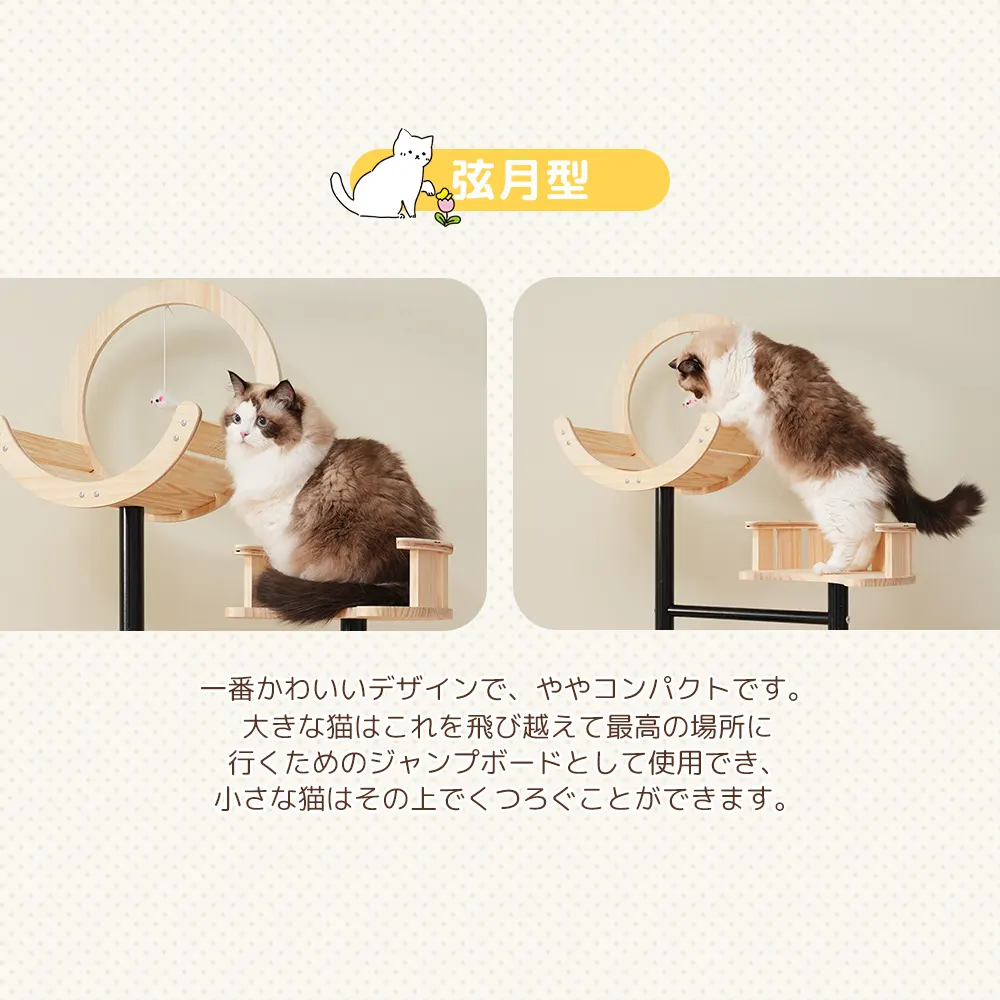 弦月型
一番かわいいデザインで、ややコンパクトです。
大きな猫はこれを飛び越えて最高の場所に
行くためのジャンプボードとして使用でき、
小さな猫はその上でくつろぐことができます。